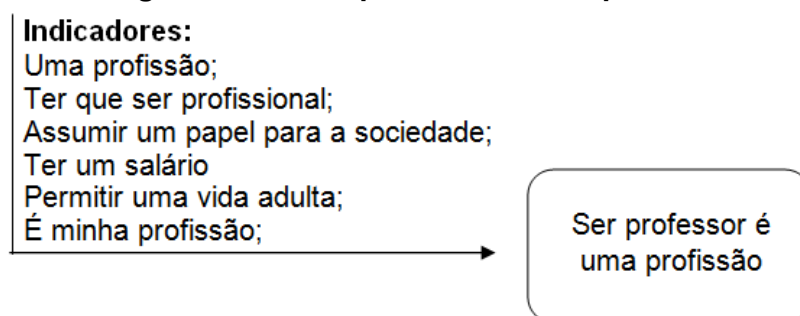 Indicadores:
Uma profissão;
Ter que ser profissional;
Assumir um papel para a sociedade;
Ter um salário
Permitir uma vida adulta;
É minha profissão;
Ser professor é
uma profissão